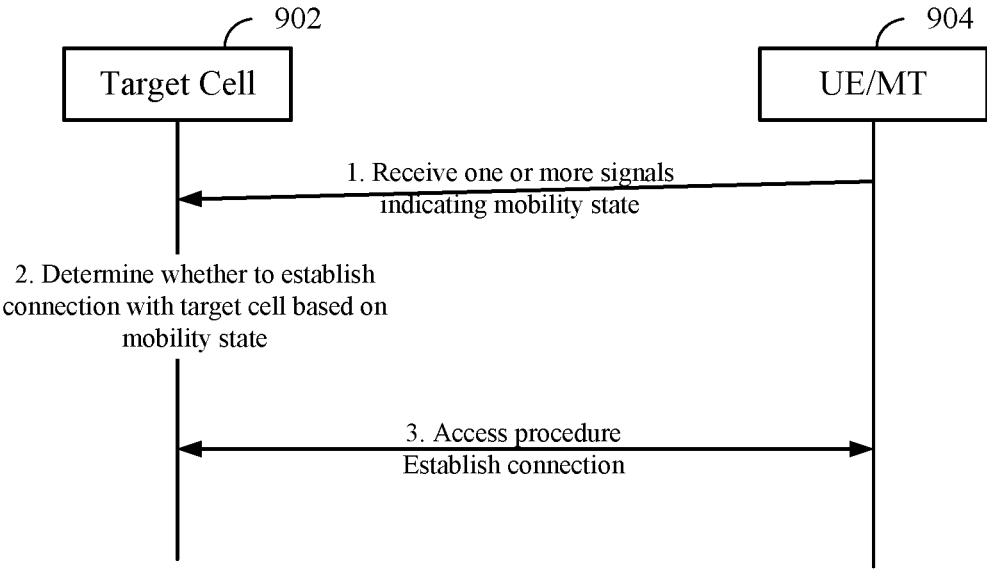 902
904
Target Cell
UE/MT
1. Receive one or more signals
indicating mobility state
2. Determine whether to establish
connection with target cell based on
mobility state
3. Access procedure
Establish connection